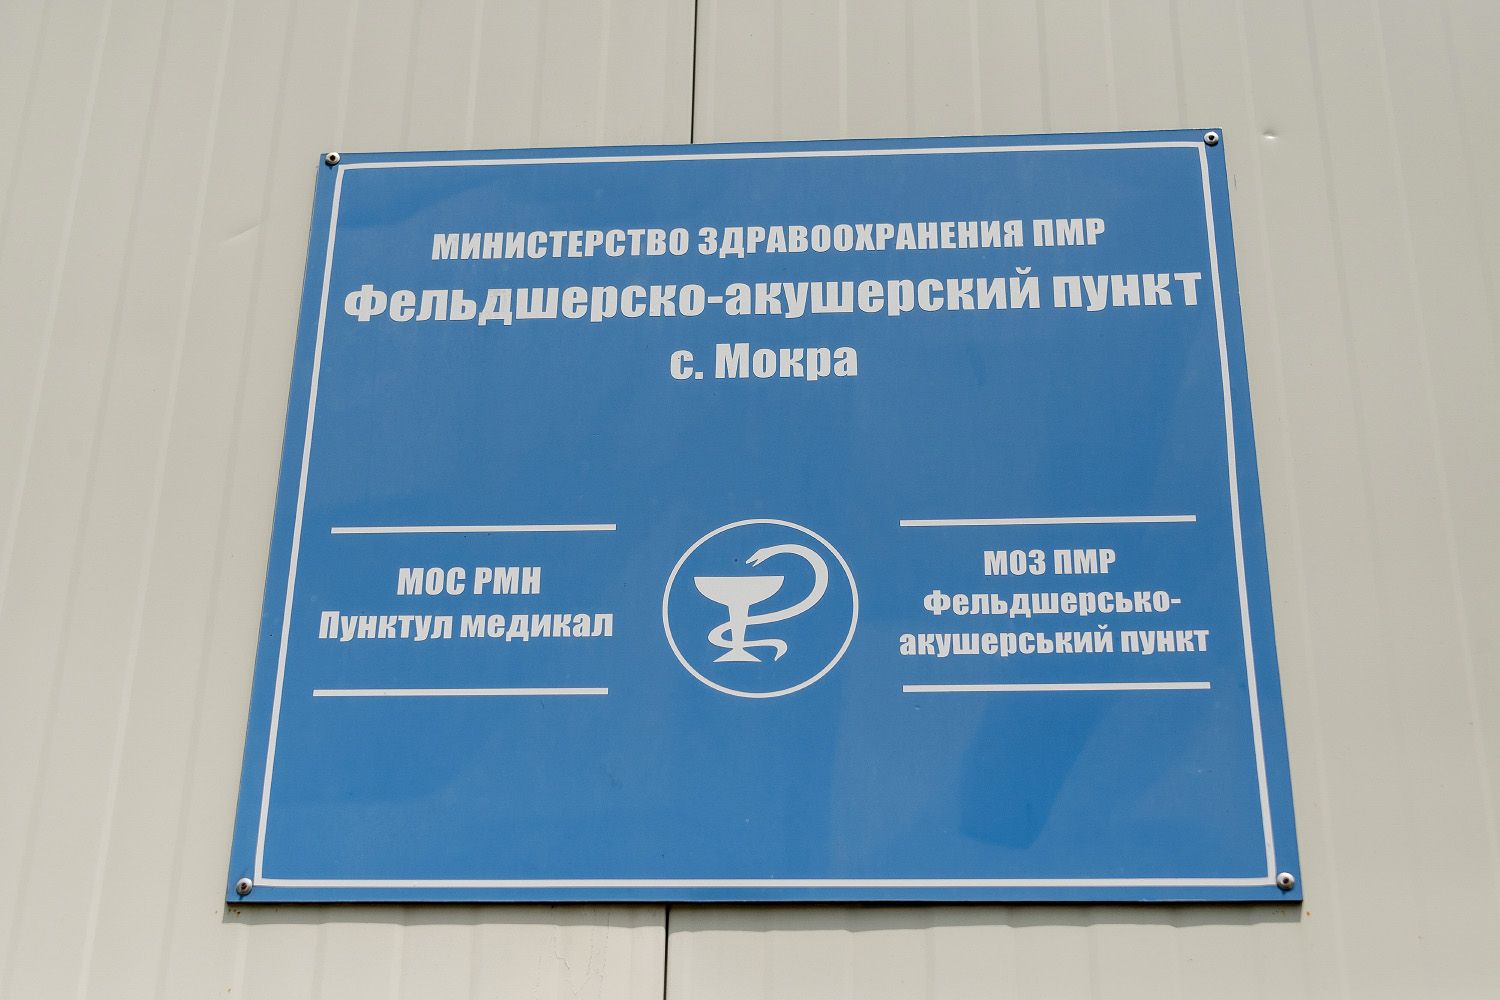 МИНИСТЕРСТВО ЗДРАВООХРАНЕНИЯ ПМР
Фельдшерско-акушерский пункт
с. Мокра
МОС РМН
Пунктул медикал
МОЗ ПМР
Фельдшерсько-
акушерський пункт